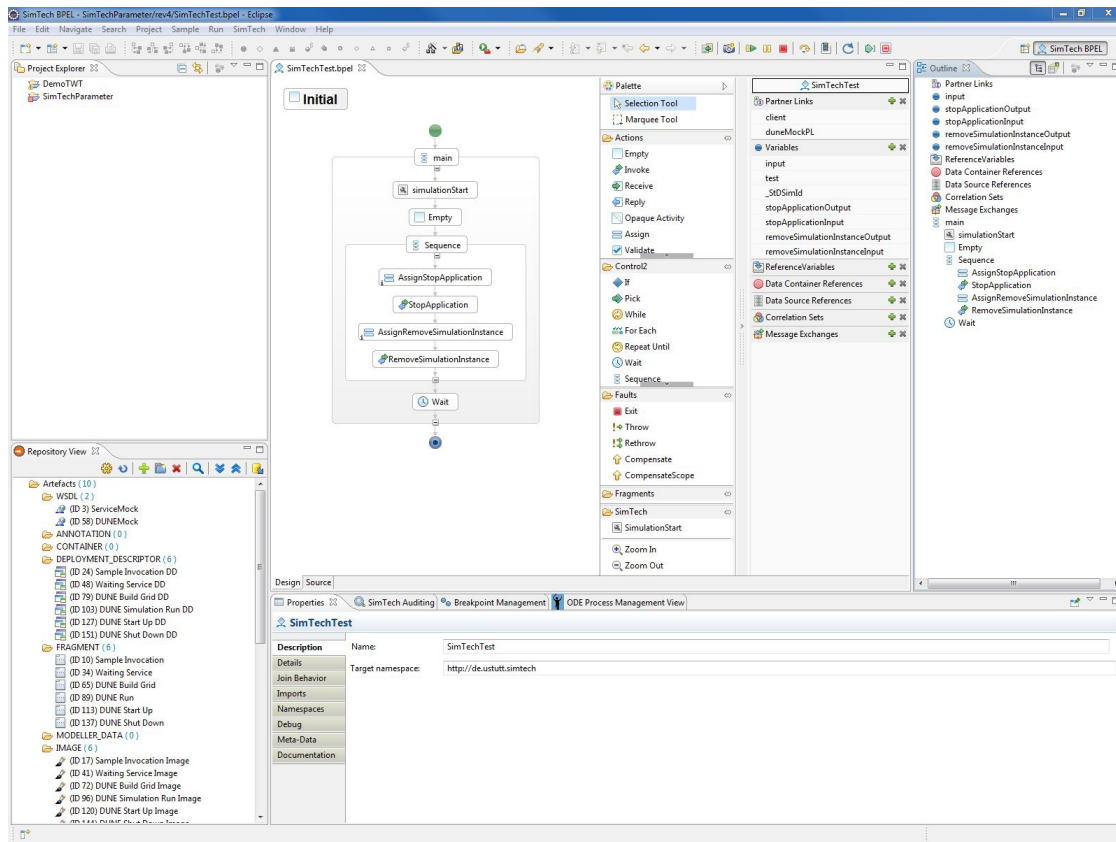 SimTech BPEL - SimTechParameter/rev4/SimTechTest.bpel - Eclipse
File Edit Navigate Search Project Sample Run SimTech Window Help
SimTech BPEL
Project Explorer
DemoTWT
SimTechParameter
SimTechTest.bpel
Initial
main
simulationStart
Empty
Sequence
AssignStopApplication
StopApplication
AssignRemoveSimulationInstance
RemoveSimulationInstance
Wait
Design Source
Palette
Selection Tool
Marquee Tool
Actions
Empty
Invoke
Receive
Reply
Opaque Activity
Assign
Validate
Control2
If
Pick
While
For Each
Repeat Until
Wait
Sequence
Faults
Exit
Throw
Rethrow
Compensate
CompensateScope
Fragments
SimTech
SimulationStart
Zoom In
Zoom Out
SimTechTest
Partner Links
client
duneMockPL
Variables
input
test
_StDSimId
stopApplicationOutput
stopApplicationInput
removeSimulationInstanceOutput
removeSimulationInstanceInput
ReferenceVariables
Data Container References
Data Source References
Correlation Sets
Message Exchanges
Outline
Partner Links
input
stopApplicationOutput
stopApplicationInput
removeSimulationInstanceOutput
removeSimulationInstanceInput
ReferenceVariables
Data Container References
Data Source References
Correlation Sets
Message Exchanges
main
simulationStart
Empty
Sequence
AssignStopApplication
StopApplication
AssignRemoveSimulationInstance
RemoveSimulationInstance
Wait
Repository View
Artefacts (10)
WSDL (2)
(ID 3) ServiceMock
(ID 58) DUNEMock
ANNOTATION (0)
CONTAINER (0)
DEPLOYMENT_DESCRIPTOR (6)
(ID 24) Sample Invocation DD
(ID 48) Waiting Service DD
(ID 79) DUNE Build Grid DD
(ID 103) DUNE Simulation Run DD
(ID 127) DUNE Start Up DD
(ID 151) DUNE Shut Down DD
FRAGMENT (6)
(ID 10) Sample Invocation
(ID 34) Waiting Service
(ID 65) DUNE Build Grid
(ID 89) DUNE Run
(ID 113) DUNE Start Up
(ID 137) DUNE Shut Down
MODELLER_DATA (0)
IMAGE (6)
(ID 17) Sample Invocation Image
(ID 41) Waiting Service Image
(ID 72) DUNE Build Grid Image
(ID 96) DUNE Simulation Run Image
(ID 120) DUNE Start Up Image
(ID 144) DUNE Shut Down Image
Properties SimTech Auditing Breakpoint Management ODE Process Management View
SimTechTest
Description
Details
Join Behavior
Imports
Namespaces
Debug
Meta-Data
Documentation
Name: SimTechTest
Target namespace: http://de.ustutt.simtech